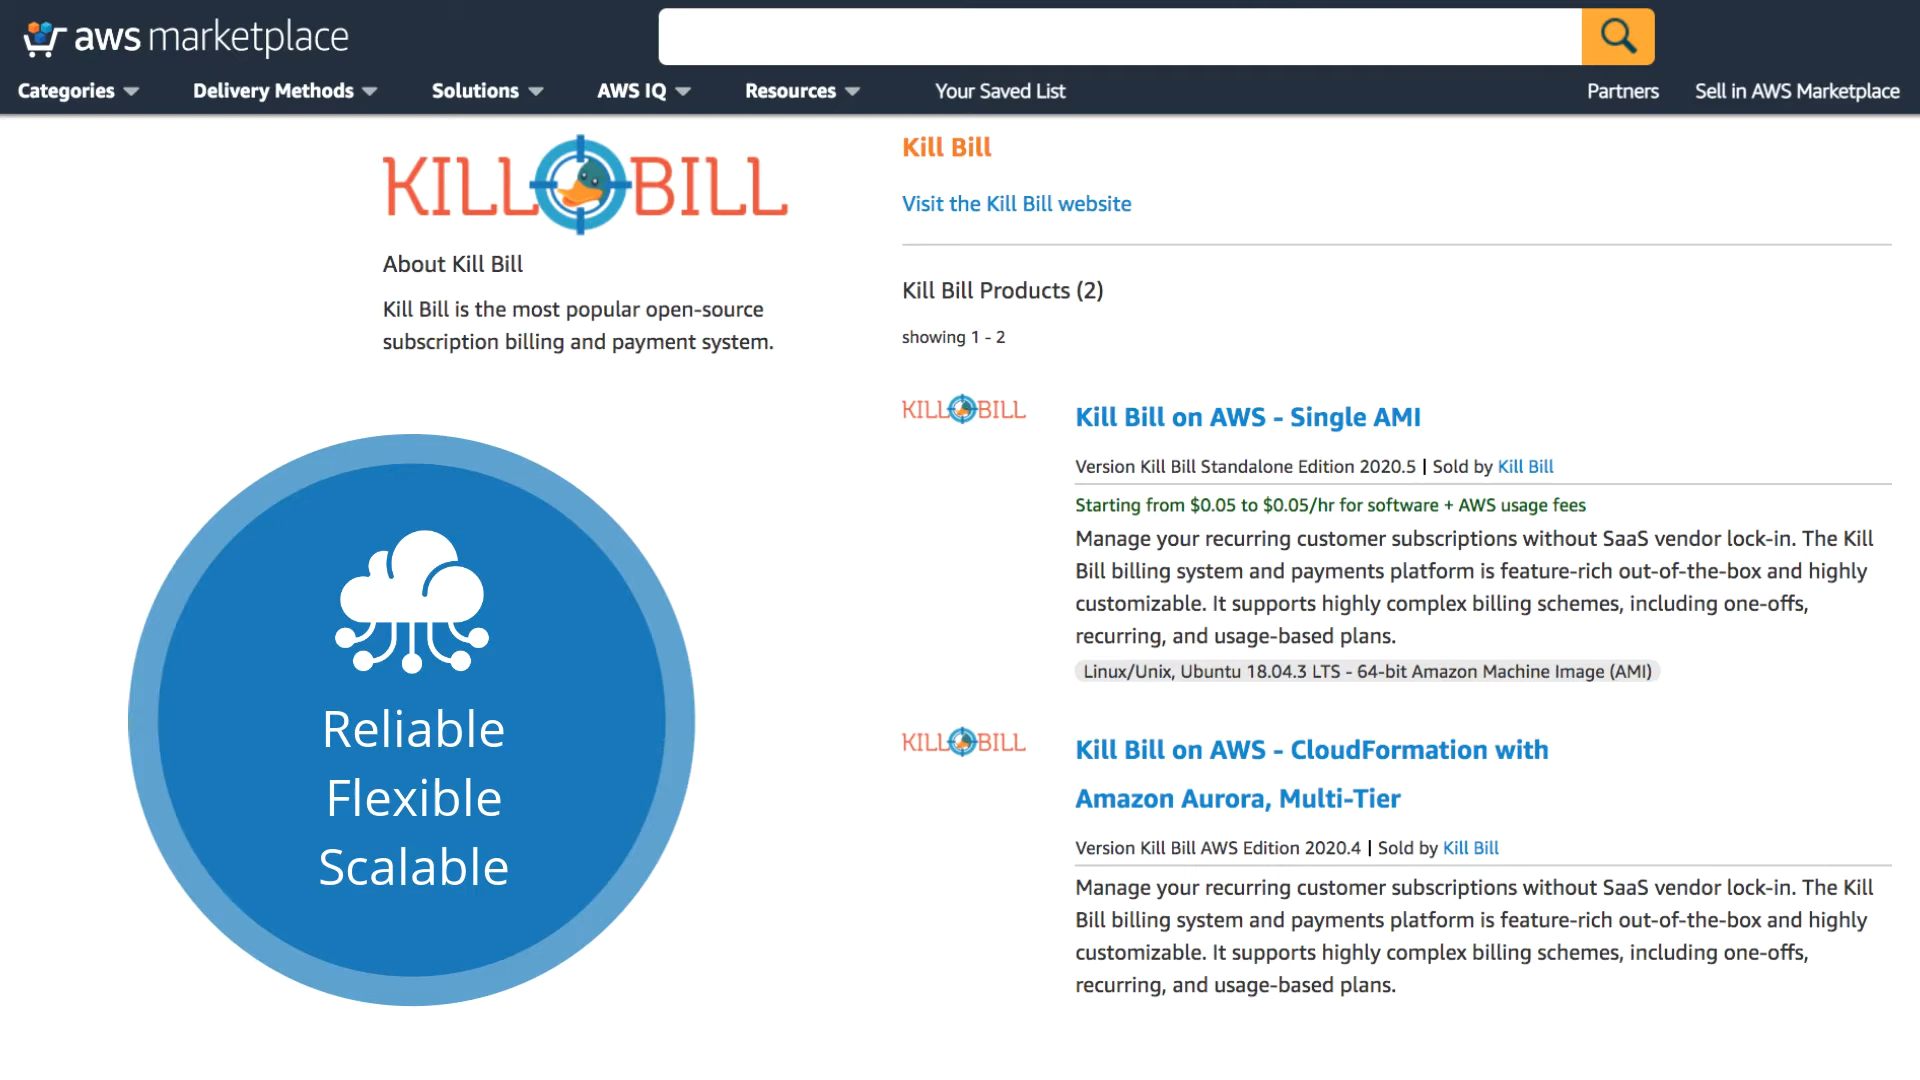 aws marketplace
Categories
Delivery Methods
Solutions
AWS IQ
Resources
Your Saved List
Partners
Sell in AWS Marketplace
KILL BILL
About Kill Bill
Kill Bill is the most popular open-source
subscription billing and payment system.
Reliable
Flexible
Scalable
Kill Bill
Visit the Kill Bill website
Kill Bill Products (2)
showing 1 - 2
KILL BILL
Kill Bill on AWS - Single AMI
Version Kill Bill Standalone Edition 2020.5 | Sold by Kill Bill
Starting from $0.05 to $0.05/hr for software + AWS usage fees
Manage your recurring customer subscriptions without SaaS vendor lock-in. The Kill
Bill billing system and payments platform is feature-rich out-of-the-box and highly
customizable. It supports highly complex billing schemes, including one-offs,
recurring, and usage-based plans.
Linux/Unix, Ubuntu 18.04.3 LTS - 64-bit Amazon Machine Image (AMI)
KILL BILL
Kill Bill on AWS - CloudFormation with
Amazon Aurora, Multi-Tier
Version Kill Bill AWS Edition 2020.4 | Sold by Kill Bill
Manage your recurring customer subscriptions without SaaS vendor lock-in. The Kill
Bill billing system and payments platform is feature-rich out-of-the-box and highly
customizable. It supports highly complex billing schemes, including one-offs,
recurring, and usage-based plans.